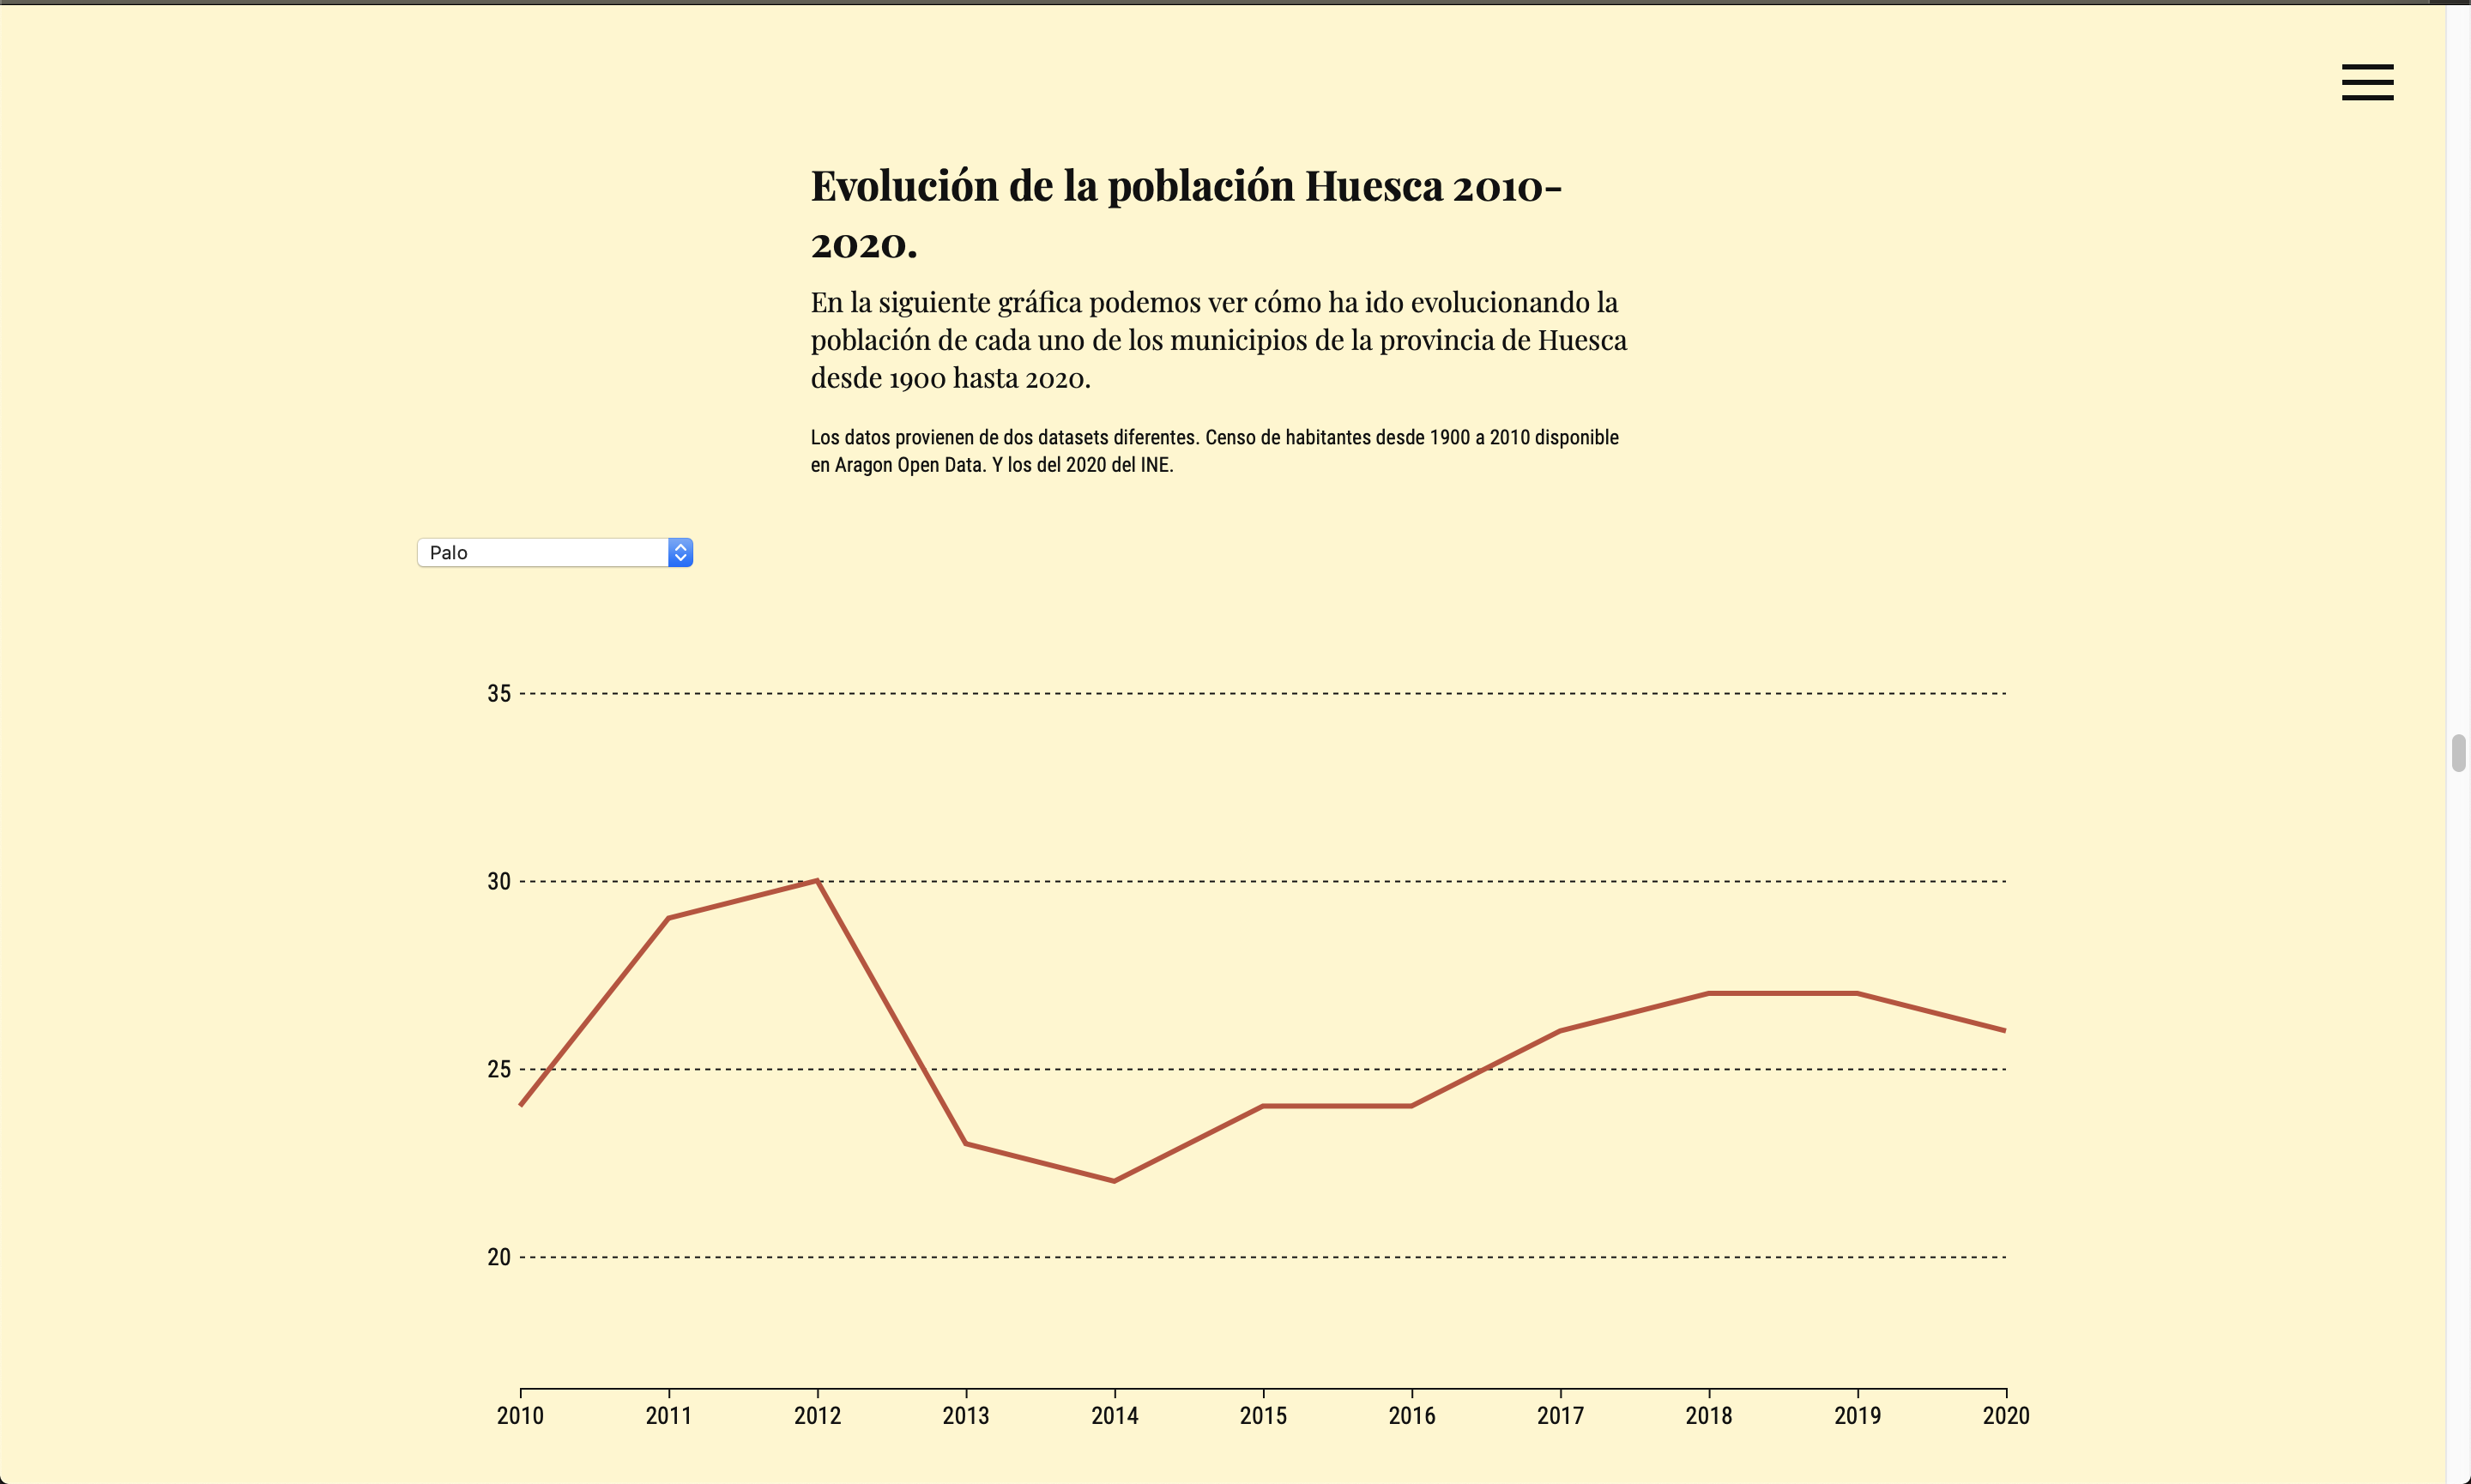 Evolución de la población Huesca 2010-
2020.
En la siguiente gráfica podemos ver cómo ha ido evolucionando la
población de cada uno de los municipios de la provincia de Huesca
desde 1900 hasta 2020.
Los datos provienen de dos datasets diferentes. Censo de habitantes desde 1900 a 2010 disponible
en Aragon Open Data. Y los del 2020 del INE.
Palo
35
30
25
20
2010 2011 2012 2013 2014 2015 2016 2017 2018 2019 2020